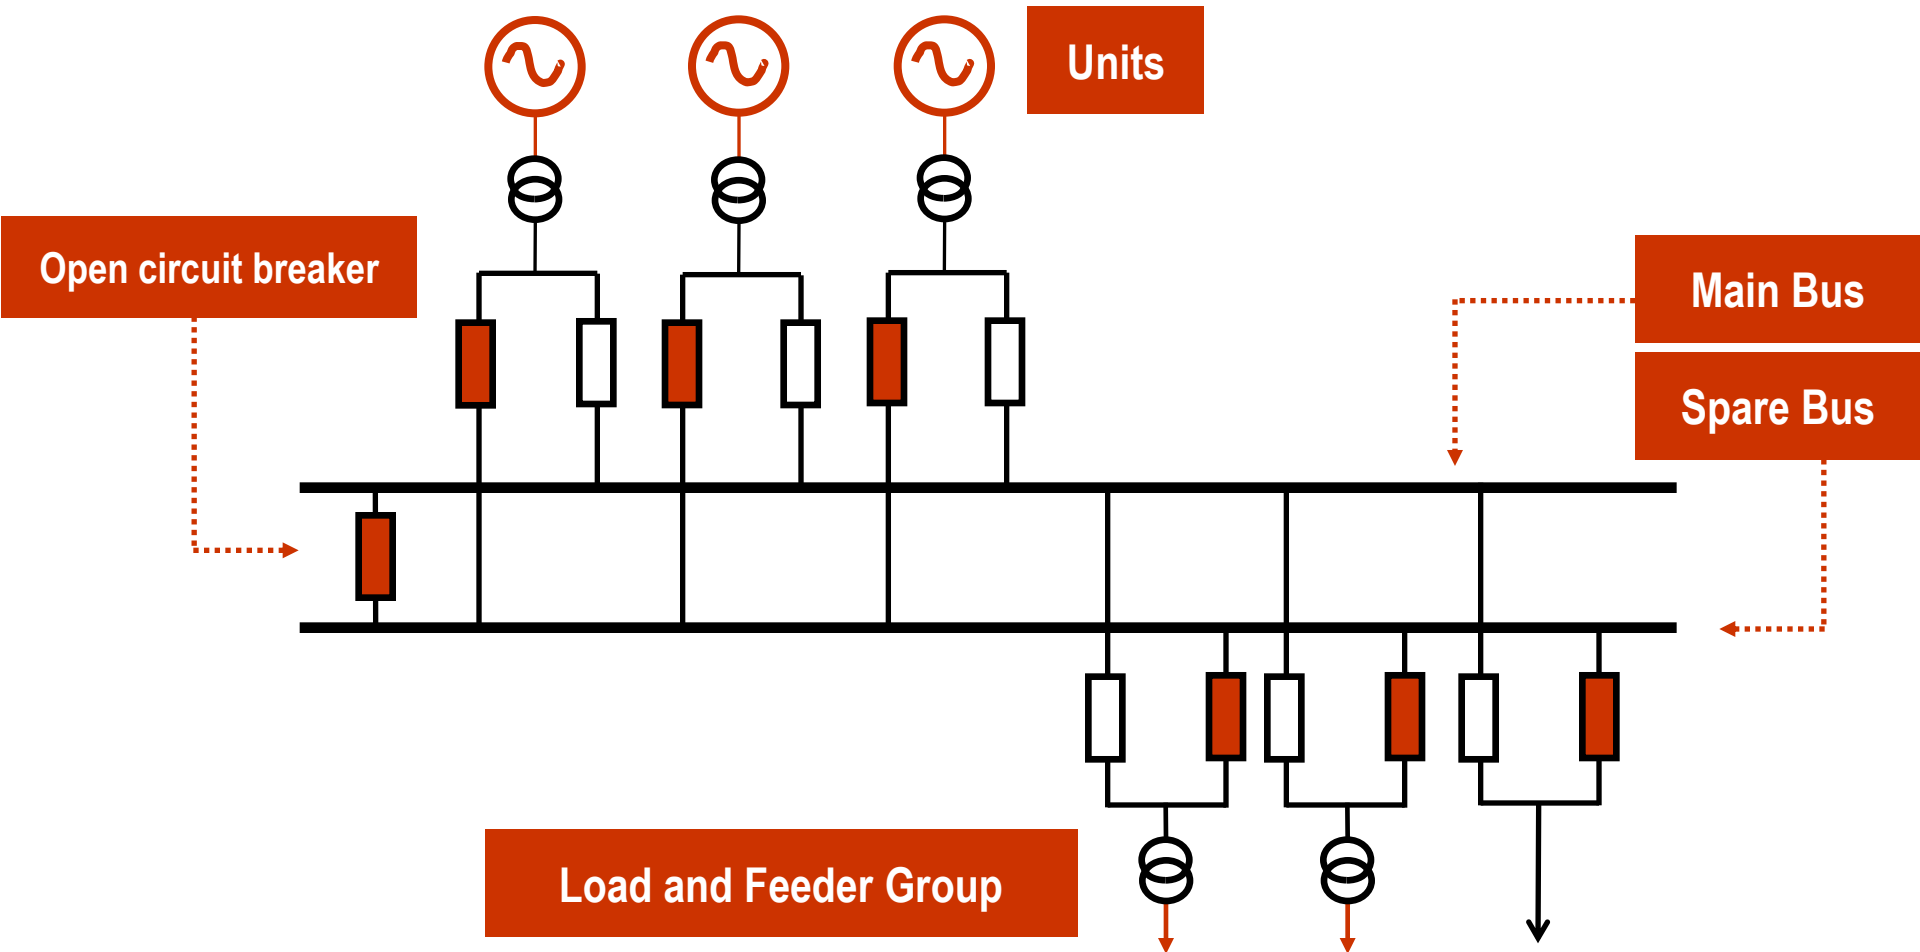 Units
Open circuit breaker
Main Bus
Spare Bus
Load and Feeder Group